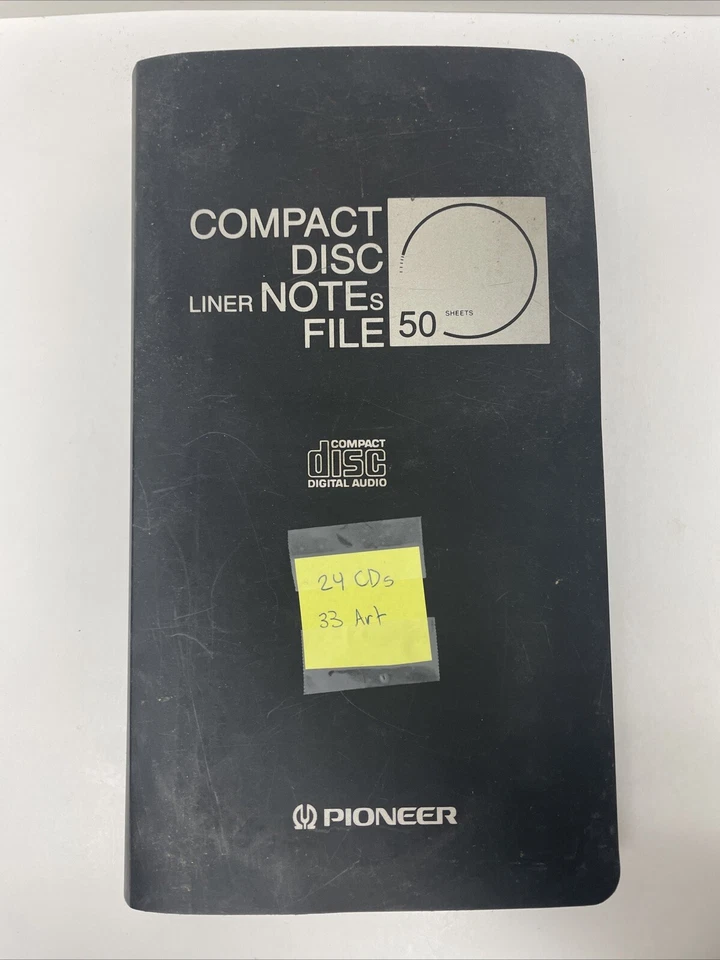 COMPACT
DISC
LINER NOTEs
FILE
50 SHEETS
COMPACT
disc
DIGITAL AUDIO
24 CDs
33 Art
PIONEER